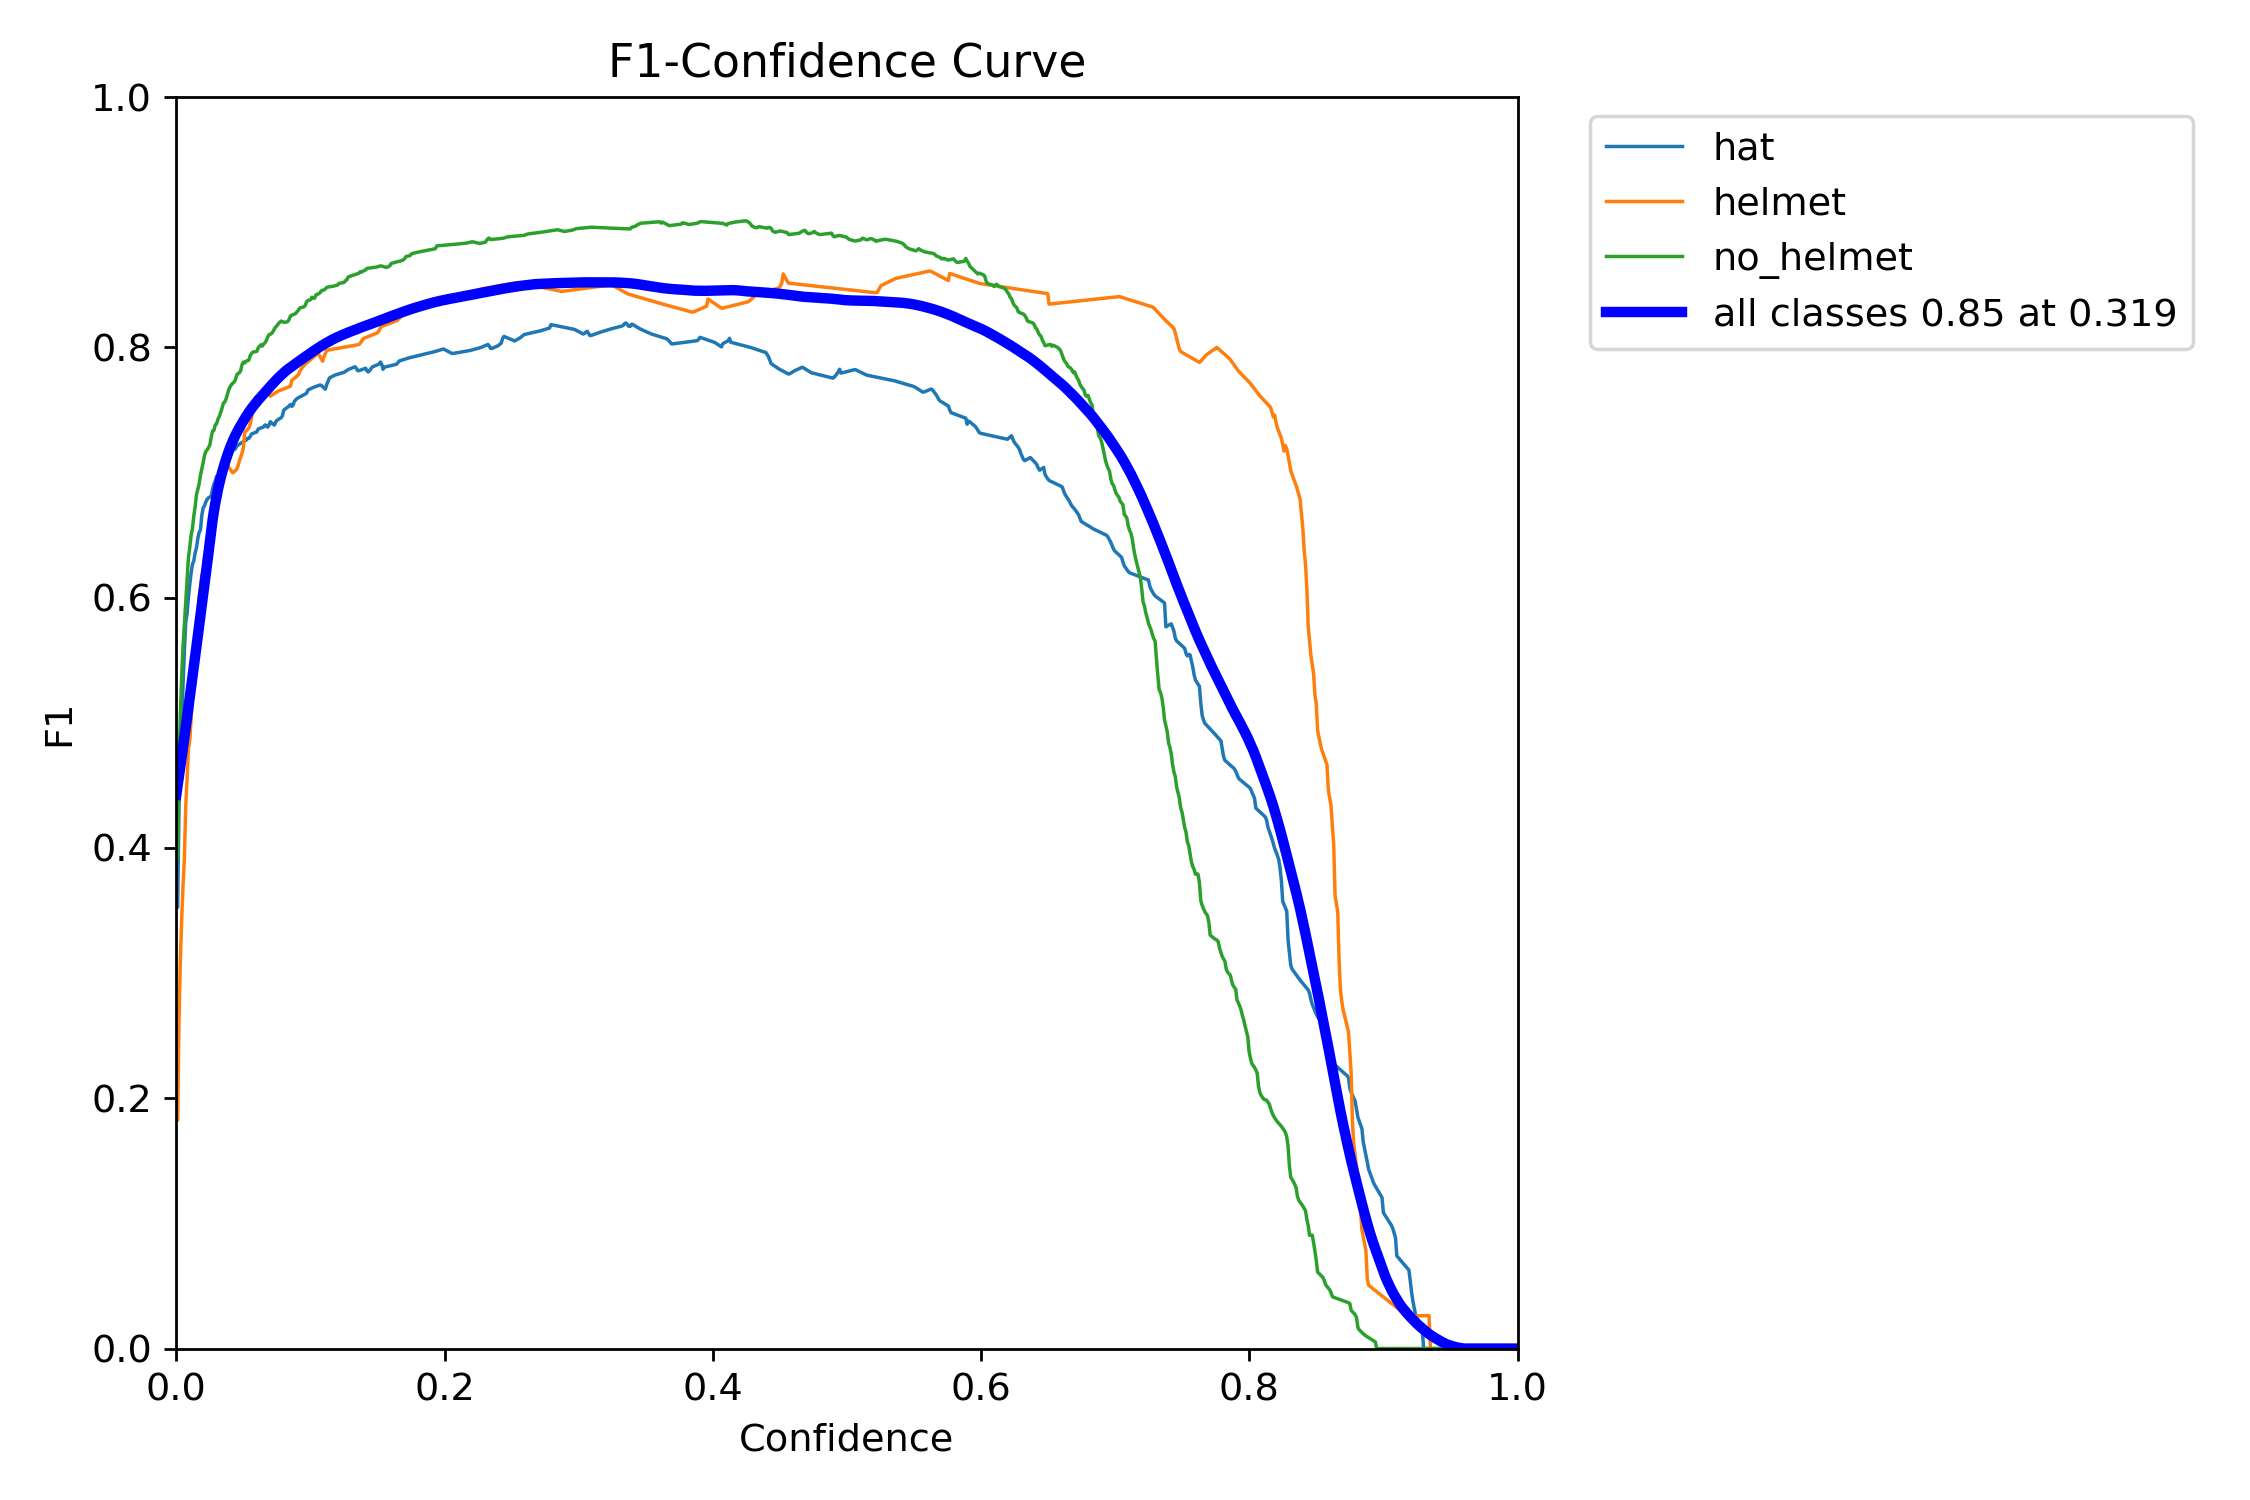 F1-Confidence Curve
1.0
0.8
0.6
0.4
0.2
0.0
F1
0.0 0.2 0.4 0.6 0.8 1.0
Confidence
hat
helmet
no_helmet
all classes 0.85 at 0.319